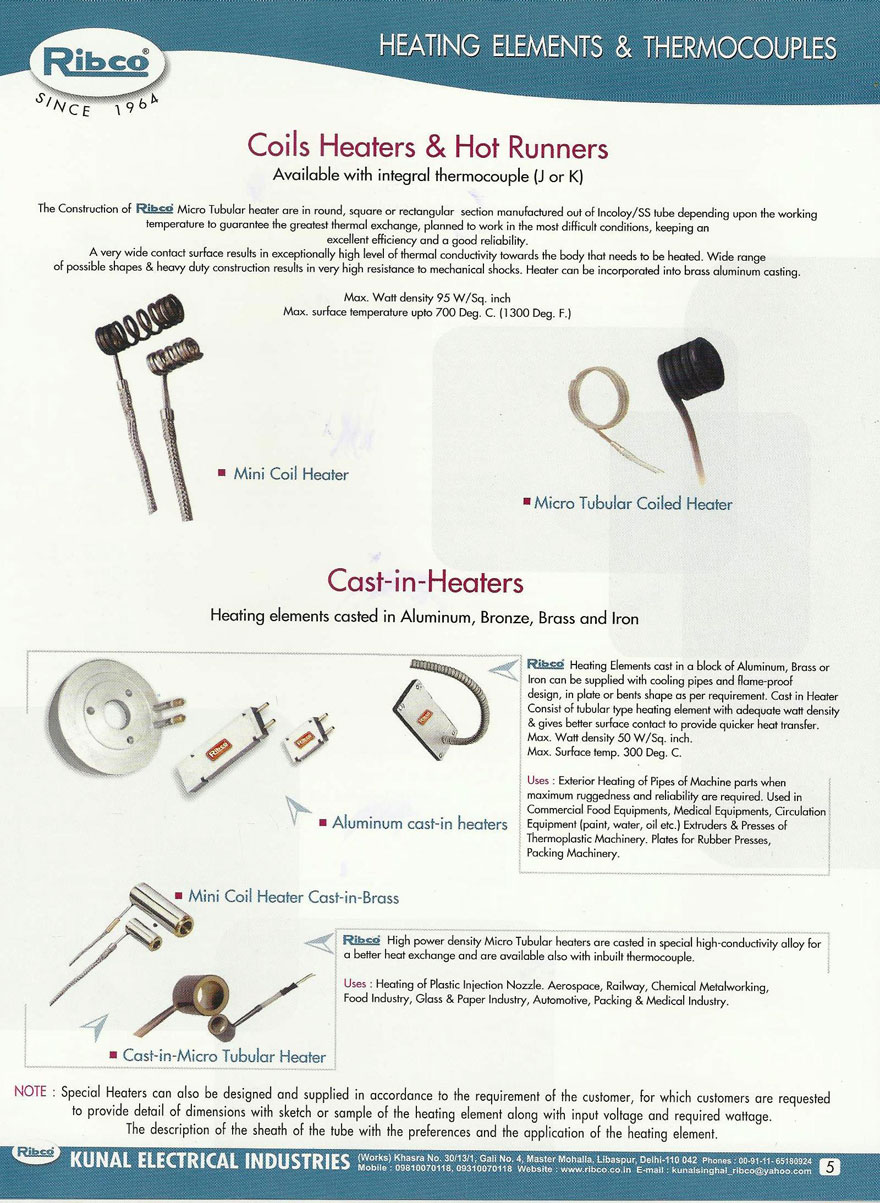 Ribco®
SINCE 1964
HEATING ELEMENTS & THERMOCOUPLES
Coils Heaters & Hot Runners
Available with integral thermocouple (J or K)
The Construction of Ribco Micro Tubular heater are in round, square or rectangular section manufactured out of Incoloy/SS tube depending upon the working
temperature to guarantee the greatest thermal exchange, planned to work in the most difficult conditions, keeping an
excellent efficiency and a good reliability.
A very wide contact surface results in exceptionally high level of thermal conductivity towards the body that needs to be heated. Wide range
of possible shapes & heavy duty construction results in very high resistance to mechanical shocks. Heater can be incorporated into brass aluminum casting.
Max. Watt density 95 W/Sq. inch
Max. surface temperature upto 700 Deg. C. (1300 Deg. F.)
Mini Coil Heater
Micro Tubular Coiled Heater
Cast-in-Heaters
Heating elements casted in Aluminum, Bronze, Brass and Iron
Ribco Heating Elements cast in a block of Aluminum, Brass or
Iron can be supplied with cooling pipes and flame-proof
design, in plate or bents shape as per requirement. Cast in Heater
Consist of tubular type heating element with adequate watt density
& gives better surface contact to provide quicker heat transfer.
Max. Watt density 50 W/Sq. inch.
Max. Surface temp. 300 Deg. C.
Uses : Exterior Heating of Pipes of Machine parts when
maximum ruggedness and reliability are required. Used in
Commercial Food Equipments, Medical Equipments, Circulation
Equipment (paint, water, oil etc.) Extruders & Presses of
Thermoplastic Machinery. Plates for Rubber Presses,
Packing Machinery.
Ribco
Ribco
Ribco
Aluminum cast-in heaters
Mini Coil Heater Cast-in-Brass
Ribco High power density Micro Tubular heaters are casted in special high-conductivity alloy for
a better heat exchange and are available also with inbuilt thermocouple.
Uses : Heating of Plastic Injection Nozzle. Aerospace, Railway, Chemical Metalworking,
Food Industry, Glass & Paper Industry, Automotive, Packing & Medical Industry.
Cast-in-Micro Tubular Heater
NOTE : Special Heaters can also be designed and supplied in accordance to the requirement of the customer, for which customers are requested
to provide detail of dimensions with sketch or sample of the heating element along with input voltage and required wattage.
The description of the sheath of the tube with the preferences and the application of the heating element.
Ribco
KUNAL ELECTRICAL INDUSTRIES
(Works) Khasra No. 30/13/1, Gali No. 4, Master Mohalla, Libaspur, Delhi-110 042 Phones : 00-91-11- 65180924
Mobile : 09810070118, 09310070118 Website : www.ribco.co.in E-mail : kunalsinghal_ribco@yahoo.com
5